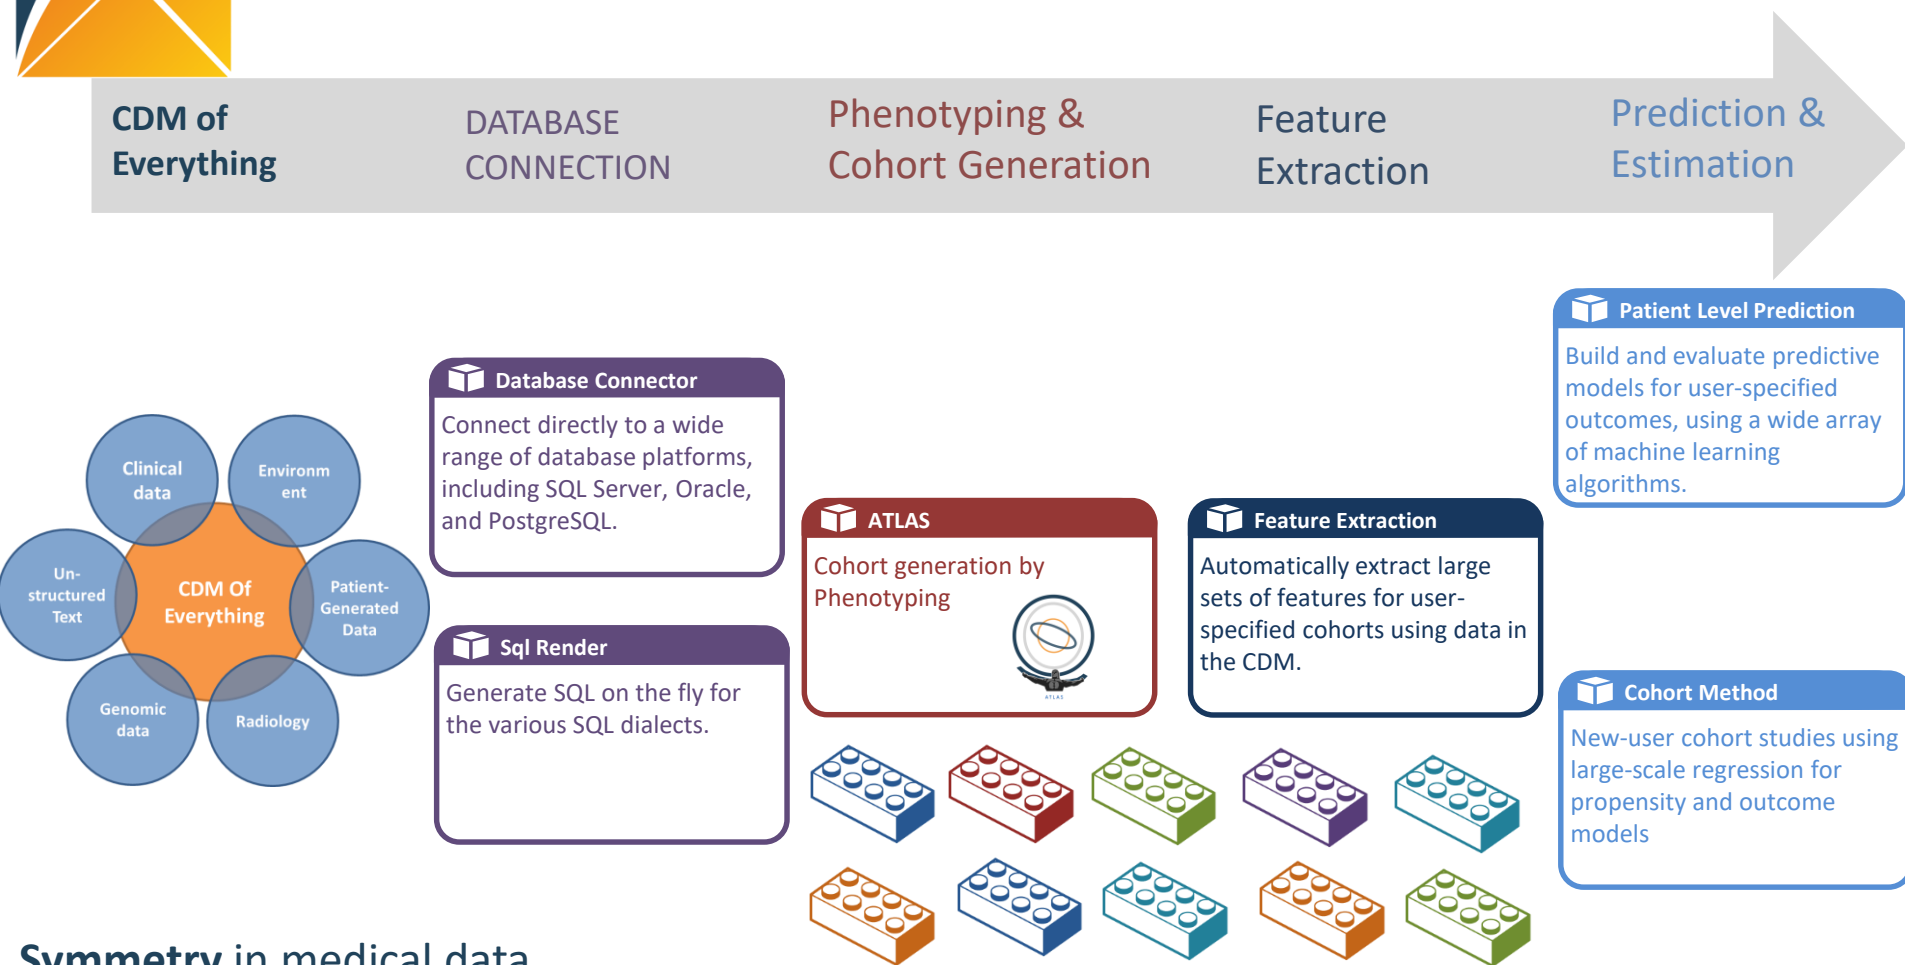 CDM of
Everything
DATABASE
CONNECTION
Phenotyping &
Cohort Generation
Feature
Extraction
Prediction &
Estimation
Clinical
data
Environm
ent
Un-
structured
Text
CDM Of
Everything
Patient-
Generated
Data
Genomic
data
Radiology
Database Connector
Connect directly to a wide
range of database platforms,
including SQL Server, Oracle,
and PostgreSQL.
Sql Render
Generate SQL on the fly for
the various SQL dialects.
ATLAS
Cohort generation by
Phenotyping
ATLAS
Feature Extraction
Automatically extract large
sets of features for user-
specified cohorts using data in
the CDM.
Patient Level Prediction
Build and evaluate predictive
models for user-specified
outcomes, using a wide array
of machine learning
algorithms.
Cohort Method
New-user cohort studies using
large-scale regression for
propensity and outcome
models
Symmetry in medical data